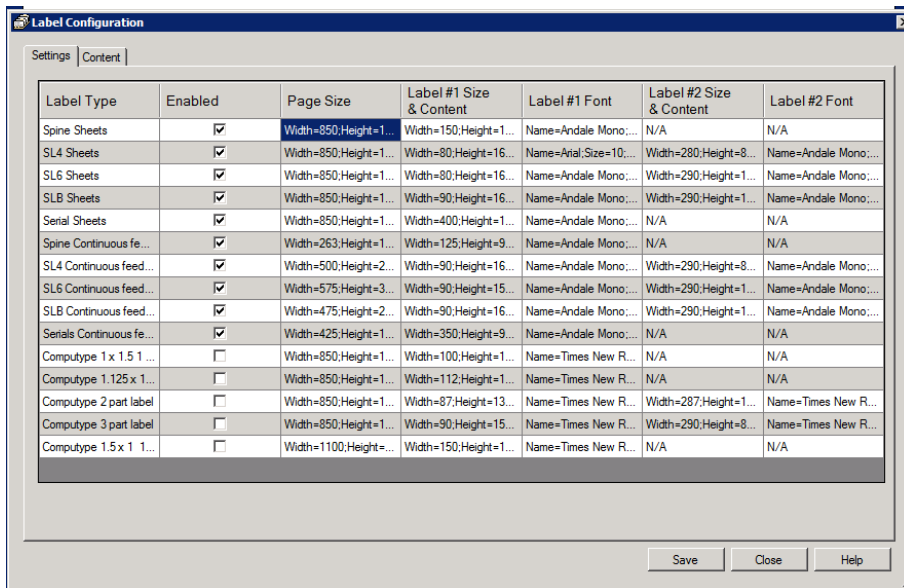 Label Configuration
Settings Content
Label Type Enabled Page Size Label #1 Size & Content Label #1 Font Label #2 Size & Content Label #2 Font
Spine Sheets Width=850;Height=1... Width=150;Height=1... Name=Andale Mono;... N/A N/A
SL4 Sheets Width=850;Height=1... Width=80;Height=16... Name=Arial;Size=10;... Width=280;Height=8... Name=Andale Mono;...
SL6 Sheets Width=850;Height=1... Width=80;Height=16... Name=Andale Mono;... Width=290;Height=1... Name=Andale Mono;...
SLB Sheets Width=850;Height=1... Width=90;Height=16... Name=Andale Mono;... Width=290;Height=1... Name=Andale Mono;...
Serial Sheets Width=850;Height=1... Width=400;Height=1... Name=Andale Mono;... N/A N/A
Spine Continuous fe... Width=263;Height=1... Width=125;Height=9... Name=Andale Mono;... N/A N/A
SL4 Continuous feed... Width=500;Height=2... Width=90;Height=16... Name=Andale Mono;... Width=290;Height=8... Name=Andale Mono;...
SL6 Continuous feed... Width=575;Height=3... Width=90;Height=15... Name=Andale Mono;... Width=290;Height=1... Name=Andale Mono;...
SLB Continuous feed... Width=475;Height=2... Width=90;Height=16... Name=Andale Mono;... Width=290;Height=1... Name=Andale Mono;...
Serials Continuous fe... Width=425;Height=1... Width=350;Height=9... Name=Andale Mono;... N/A N/A
Computype 1 x 1.5 1 ... Width=850;Height=1... Width=100;Height=1... Name=Times New R... N/A N/A
Computype 1.125 x 1... Width=850;Height=1... Width=112;Height=1... Name=Times New R... N/A N/A
Computype 2 part label Width=850;Height=1... Width=87;Height=13... Name=Times New R... Width=287;Height=1... Name=Times New R...
Computype 3 part label Width=850;Height=1... Width=90;Height=15... Name=Times New R... Width=290;Height=8... Name=Times New R...
Computype 1.5 x 1 1... Width=1100;Height=... Width=150;Height=1... Name=Times New R... N/A N/A
Save Close Help